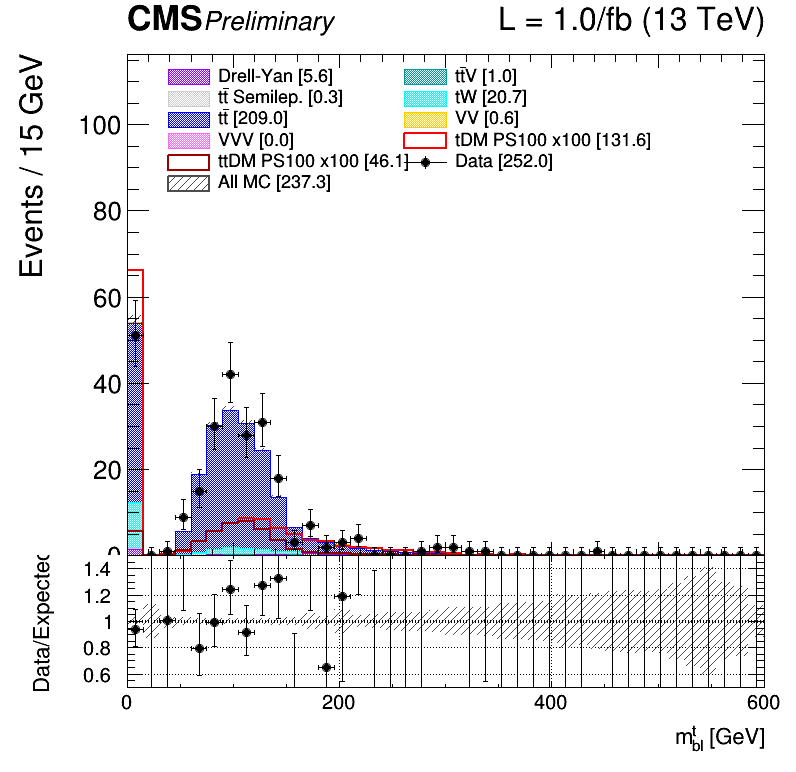 CMS Preliminary L = 1.0/fb (13 TeV)
Events / 15 GeV
Drell-Yan [5.6] tt̄V [1.0]
tt̄ Semilep. [0.3] tW [20.7]
tt̄ [209.0] VV [0.6]
VVV [0.0] tDM PS100 x100 [131.6]
ttDM PS100 x100 [46.1] Data [252.0]
All MC [237.3]
100
80
60
40
20
0
Data/Expected
1.4
1.2
1
0.8
0.6
0 200 400 600
m^t_bl [GeV]